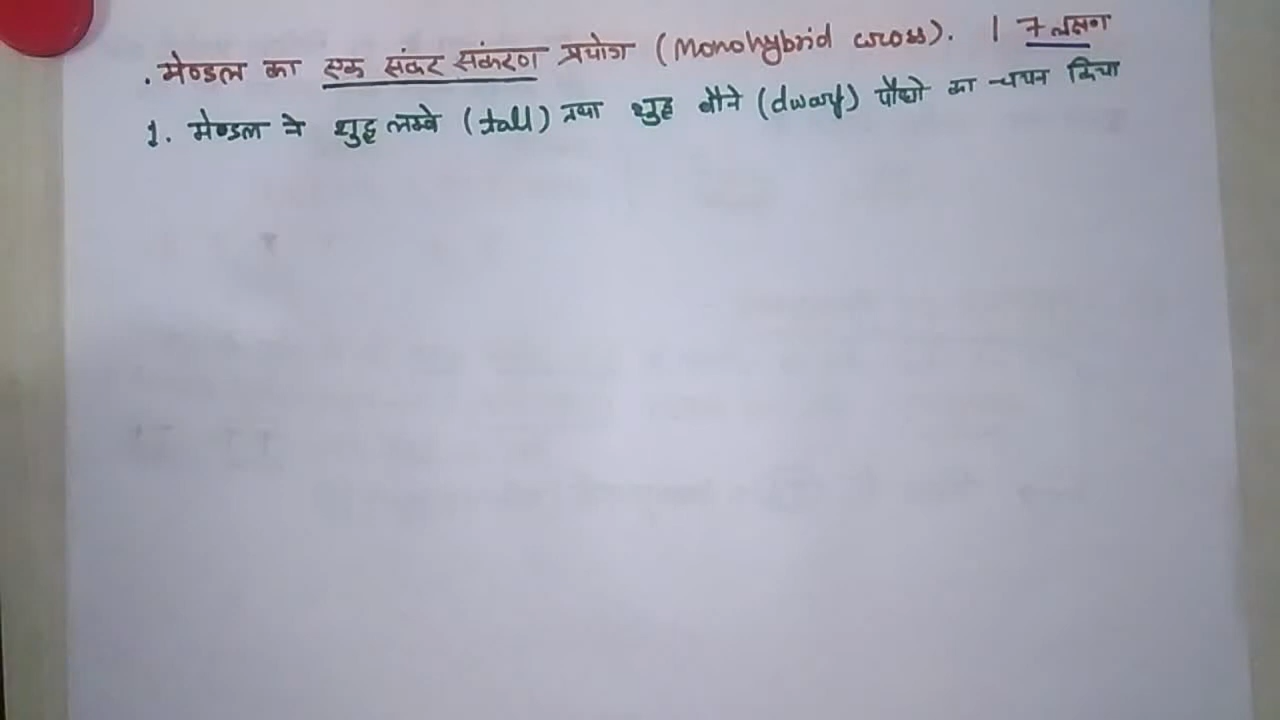 . मेण्डल का एक संकर संकरण प्रयोग (Monohybrid cross). | 7 लक्षण
1. मेण्डल ने शुद्ध लम्बे (tall) तथा शुद्ध बौने (dwarf) पौधो का चयन किया